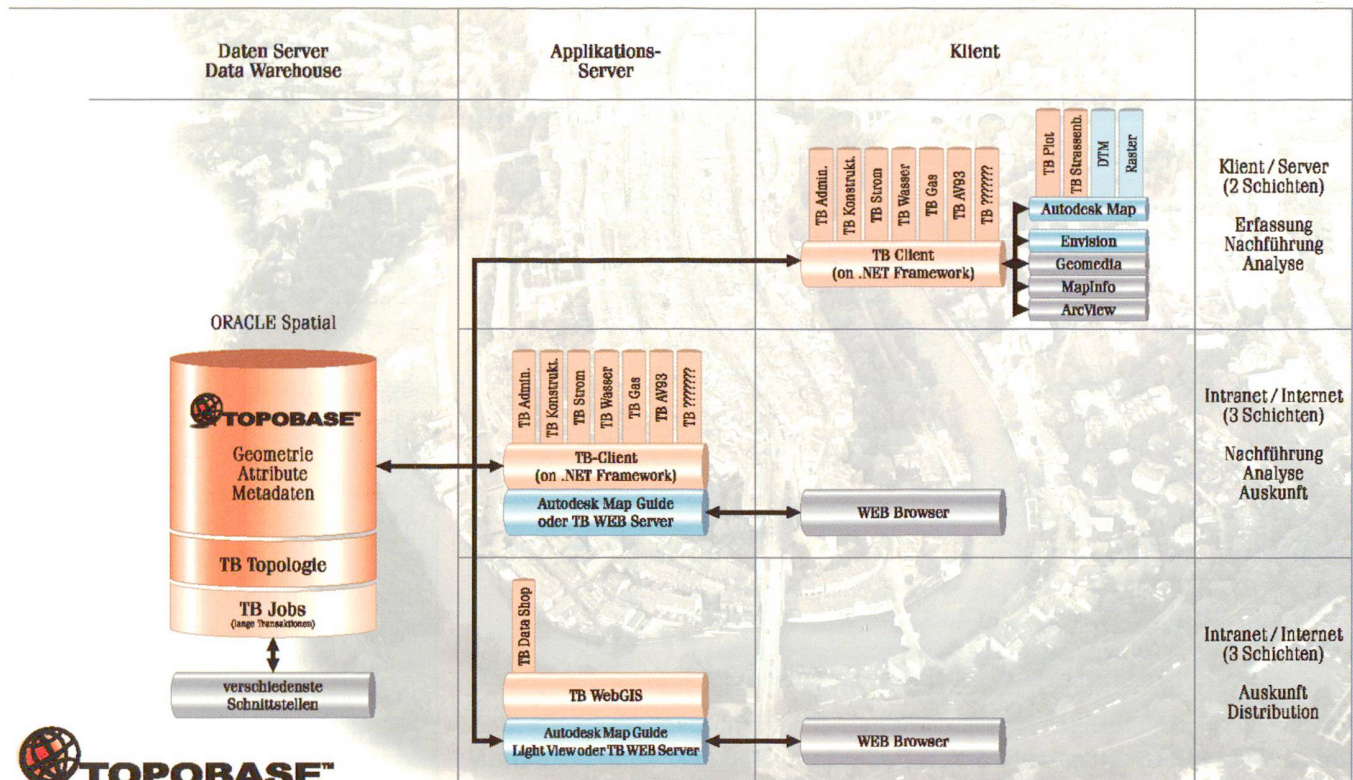 Daten Server
Data Warehouse
Applikations-
Server
Klient
TB Admin.
TB Konstrukt.
TB Strom
TB Wasser
TB Gas
TB AV93
TB ???????
TB Client
(on .NET Framework)
TB Plot
TB Strassenb.
DTM
Raster
Autodesk Map
Envision
Geomedia
MapInfo
ArcView
Klient / Server
(2 Schichten)
Erfassung
Nachführung
Analyse
ORACLE Spatial
TOPOBASE™
Geometrie
Attribute
Metadaten
TB Topologie
TB Jobs
(lange Transaktionen)
verschiedenste
Schnittstellen
TB Admin.
TB Konstrukt.
TB Strom
TB Wasser
TB Gas
TB AV93
TB ???????
TB-Client
(on .NET Framework)
Autodesk Map Guide
oder TB WEB Server
WEB Browser
Intranet / Internet
(3 Schichten)
Nachführung
Analyse
Auskunft
TB Data Shop
TB WebGIS
Autodesk Map Guide
Light View oder TB WEB Server
WEB Browser
Intranet / Internet
(3 Schichten)
Auskunft
Distribution
TOPOBASE™